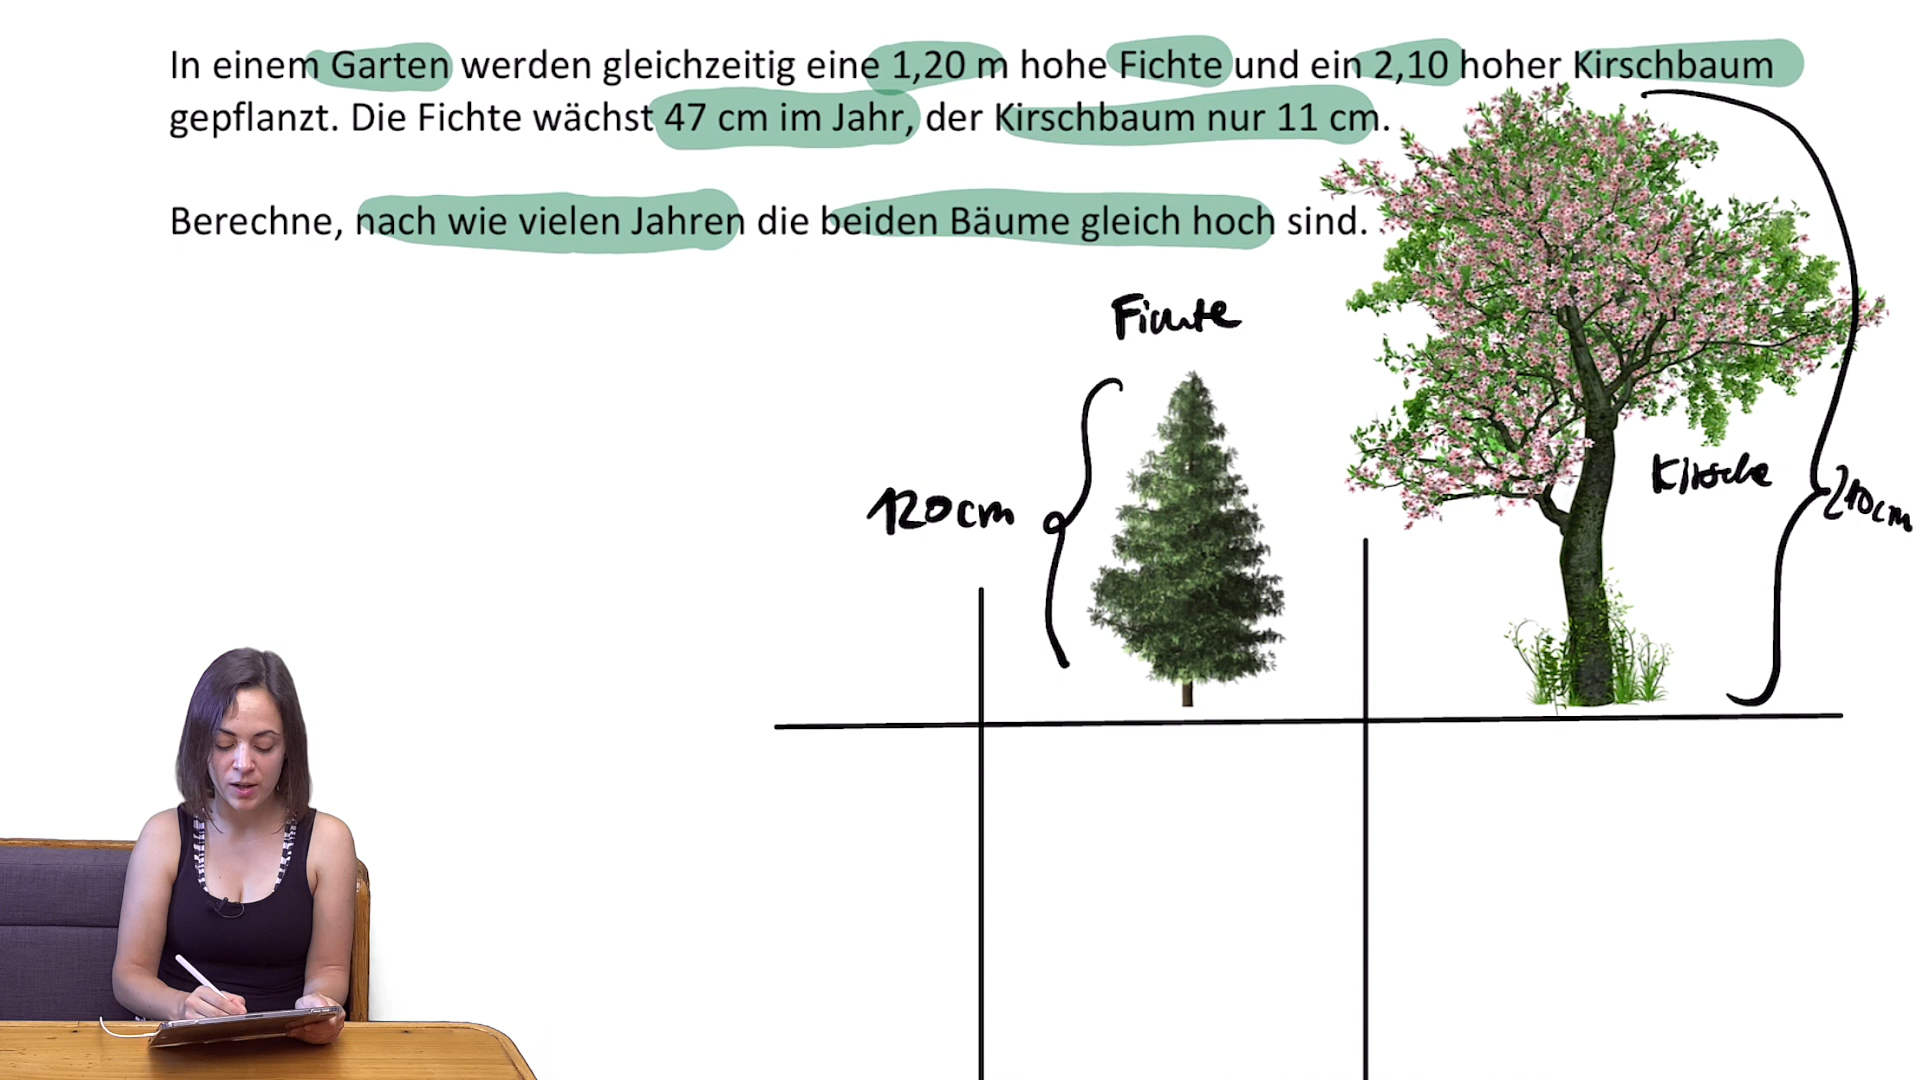 In einem Garten werden gleichzeitig eine 1,20 m hohe Fichte und ein 2,10 hoher Kirschbaum
gepflanzt. Die Fichte wächst 47 cm im Jahr, der Kirschbaum nur 11 cm.
Berechne, nach wie vielen Jahren die beiden Bäume gleich hoch sind.
Fichte
Kirsche
120cm
210cm